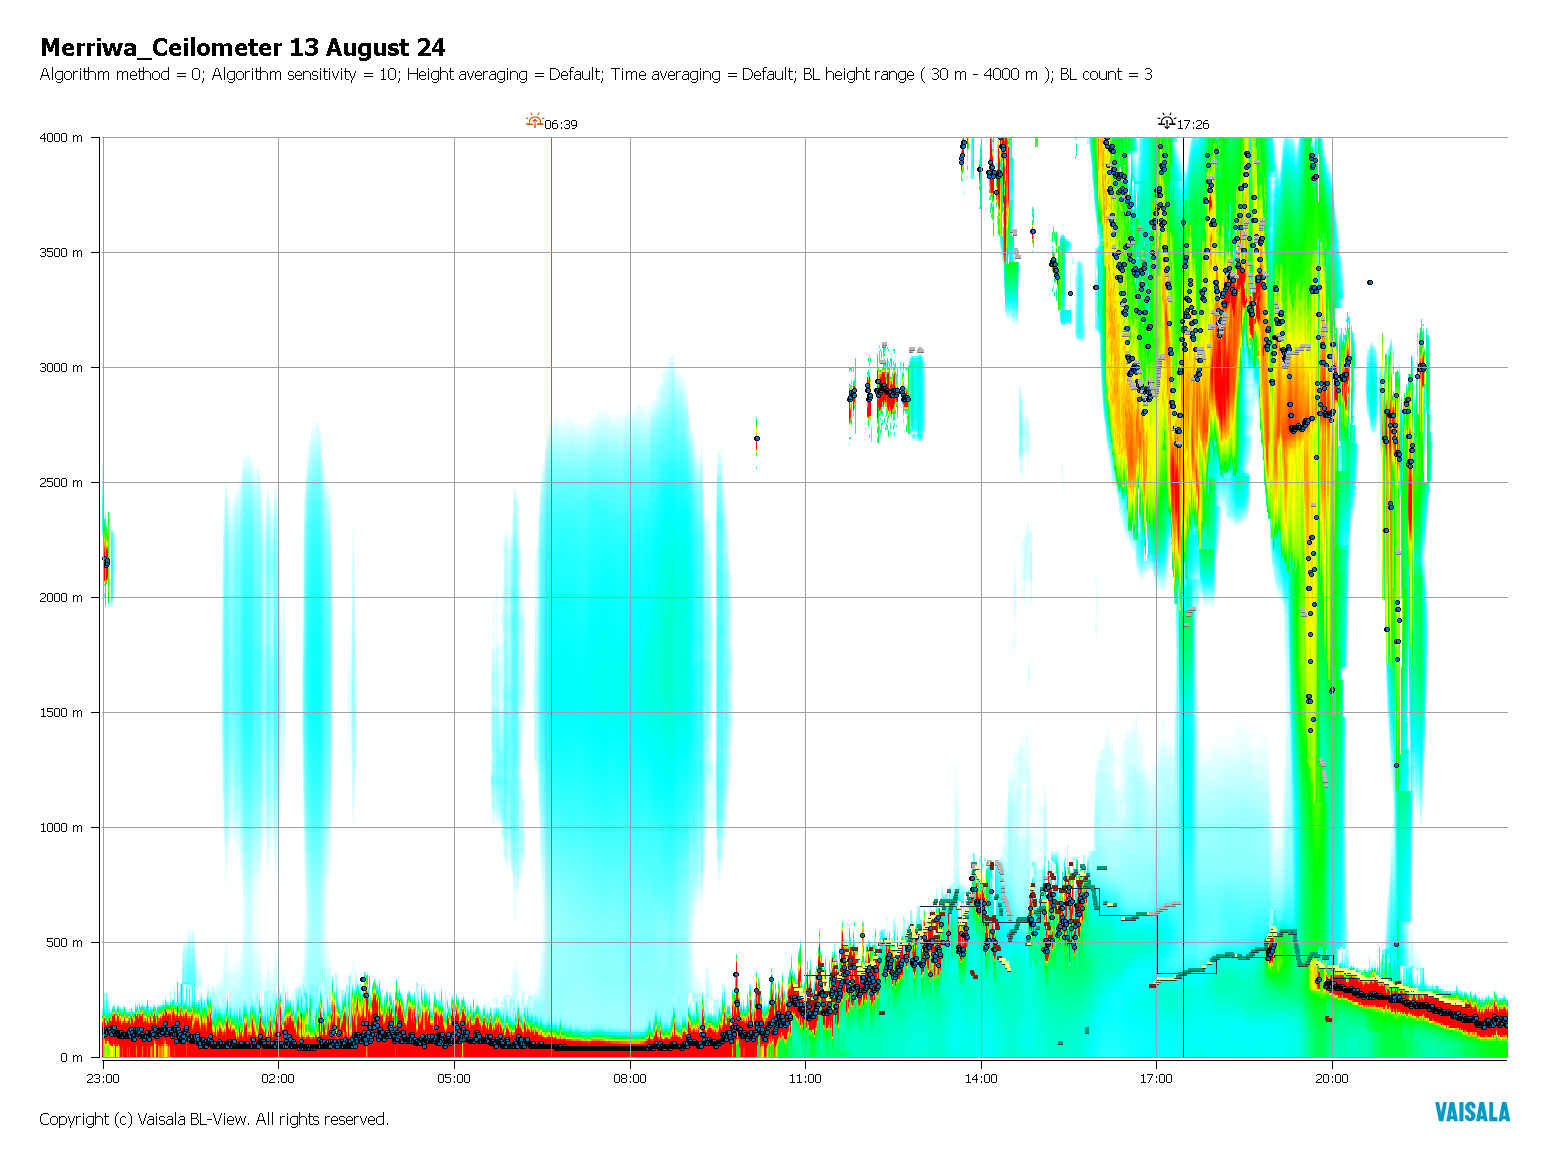 Merriwa_Ceilometer 13 August 24
Algorithm method = 0; Algorithm sensitivity = 10; Height averaging = Default; Time averaging = Default; BL height range ( 30 m - 4000 m ); BL count = 3
06:39
17:26
4000 m
3500 m
3000 m
2500 m
2000 m
1500 m
1000 m
500 m
0 m
23:00
02:00
05:00
08:00
11:00
14:00
17:00
20:00
Copyright (c) Vaisala BL-View. All rights reserved.
VAISALA